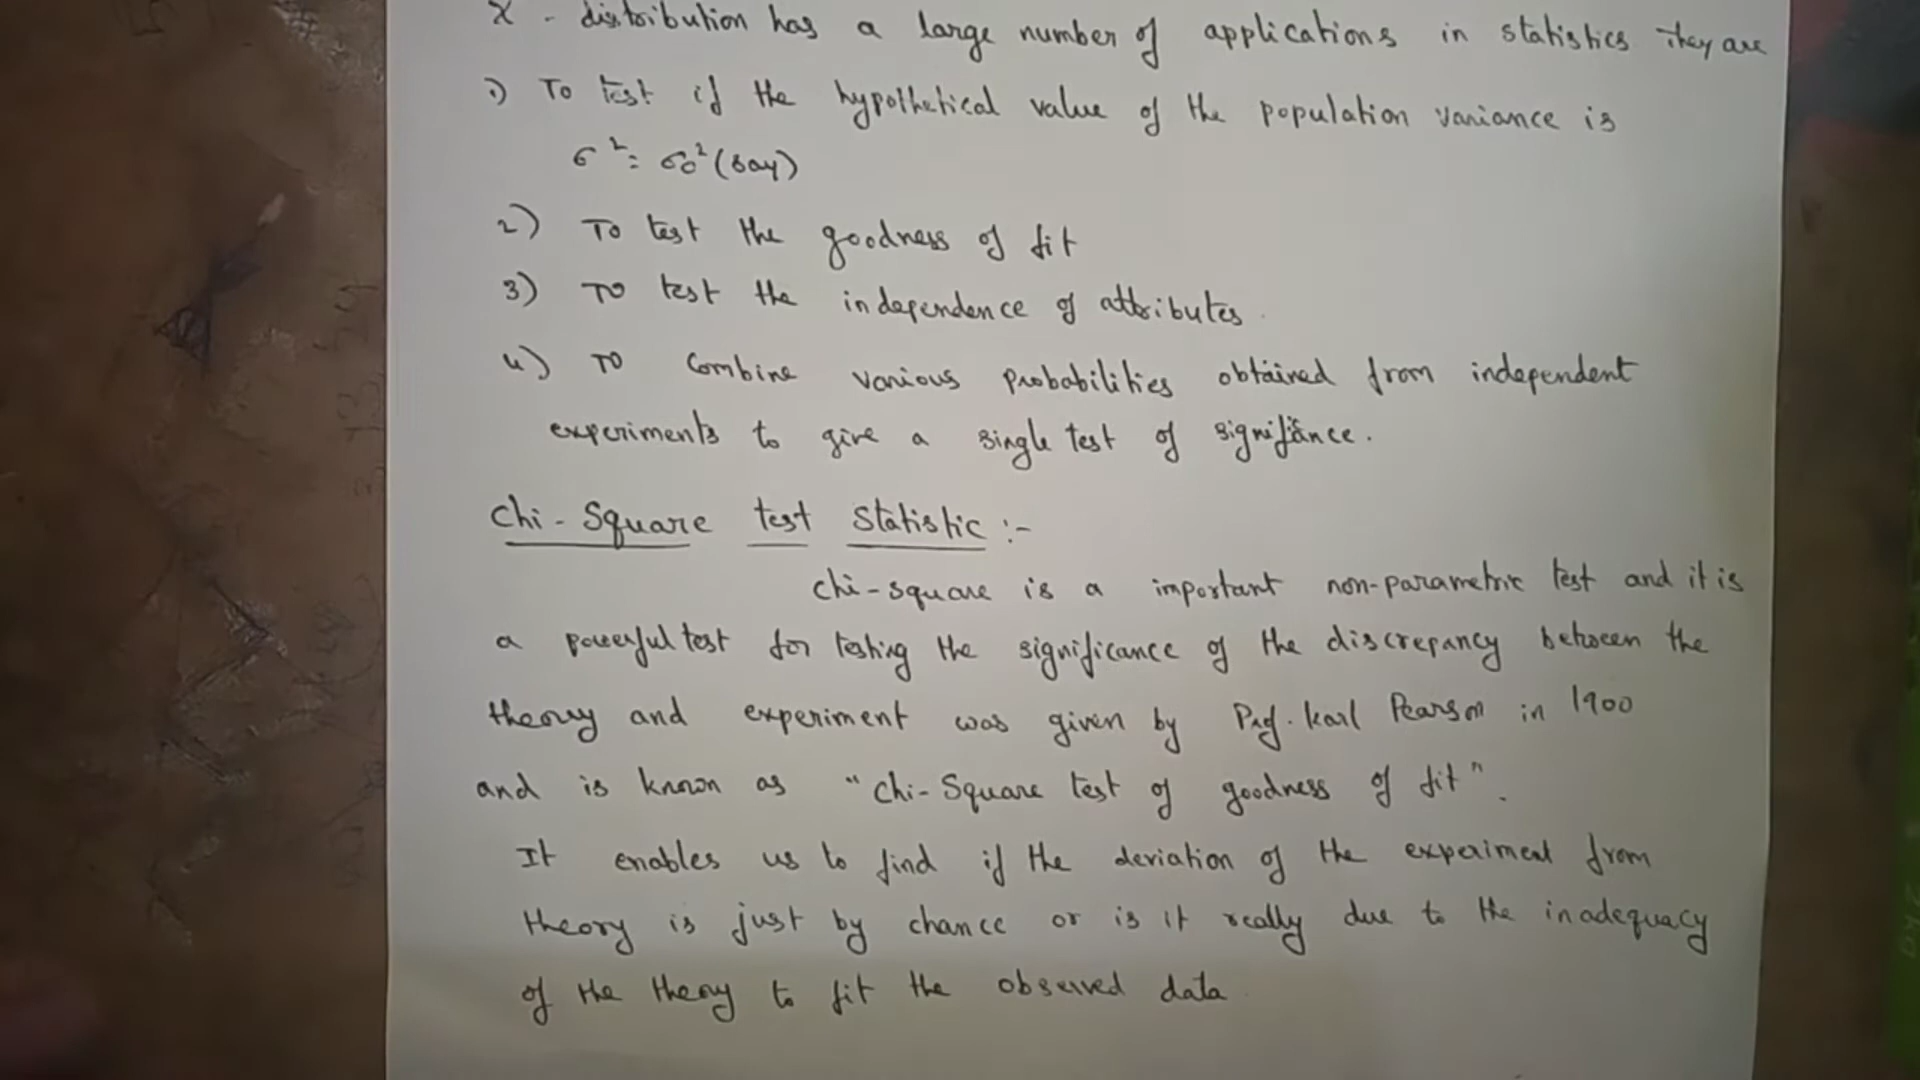 χ - distribution has a large number of applications in statistics They are
1) To test if the hypothetical value of the population variance is
σ² = σ₀² (say)
2) To test the goodness of fit
3) To test the independence of attributes.
4) To combine various probabilities obtained from independent
experiments to give a single test of signifi​cance.
Chi-Square test statistic :-
Chi-square is a important non-parametric test and it is
a powerful test for testing the significance of the discrepancy between the
theory and experiment was given by Prof. Karl Pearson in 1900
and is known as "Chi-Square test of goodness of fit".
It enables us to find if the deviation of the experiment from
theory is just by chance or is it really due to the inadequacy
of the theory to fit the observed data